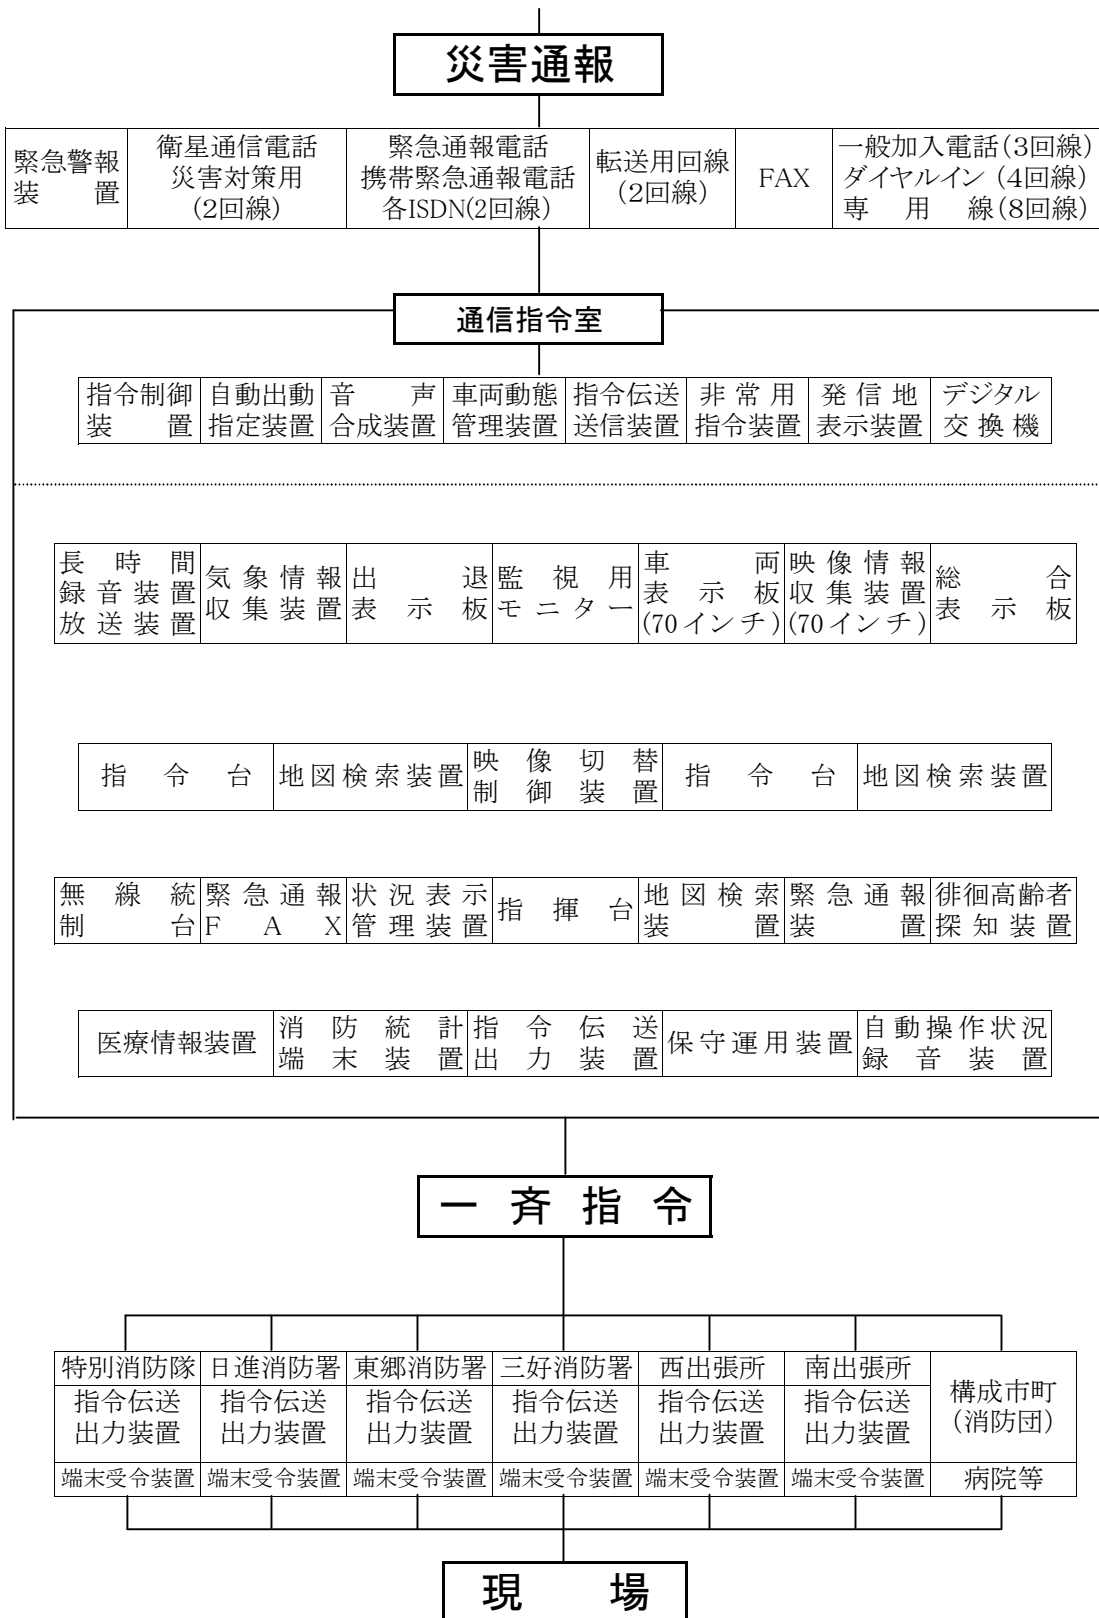 災害通報
緊急警報
装置
衛星通信電話
災害対策用
(2回線)
緊急通報電話
携帯緊急通報電話
各ISDN(2回線)
転送用回線
(2回線)
FAX
一般加入電話(3回線)
ダイヤルイン(4回線)
専用線(8回線)
通信指令室
指令制御
装置
自動出動
指定装置
音声
合成装置
車両動態
管理装置
指令伝送
送信装置
非常用
指令装置
発信地
表示装置
デジタル
交換機
長時間
録音装置
放送装置
気象情報
収集装置
出退
表示板
監視用
モニター
車両
表示板
(70インチ)
映像情報
収集装置
(70インチ)
総合
表示板
指令台
地図検索装置
映像切替
制御装置
指令台
地図検索装置
無線統
制台
緊急通報
FAX
状況表示
管理装置
指揮台
地図検索
装置
緊急通報
装置
徘徊高齢者
探知装置
医療情報装置
消防統計
端末装置
指令伝送
出力装置
保守運用装置
自動操作状況
録音装置
一斉指令
特別消防隊
日進消防署
東郷消防署
三好消防署
西出張所
南出張所
構成市町
(消防団)
指令伝送
出力装置
指令伝送
出力装置
指令伝送
出力装置
指令伝送
出力装置
指令伝送
出力装置
指令伝送
出力装置
端末受令装置
端末受令装置
端末受令装置
端末受令装置
端末受令装置
端末受令装置
病院等
現場